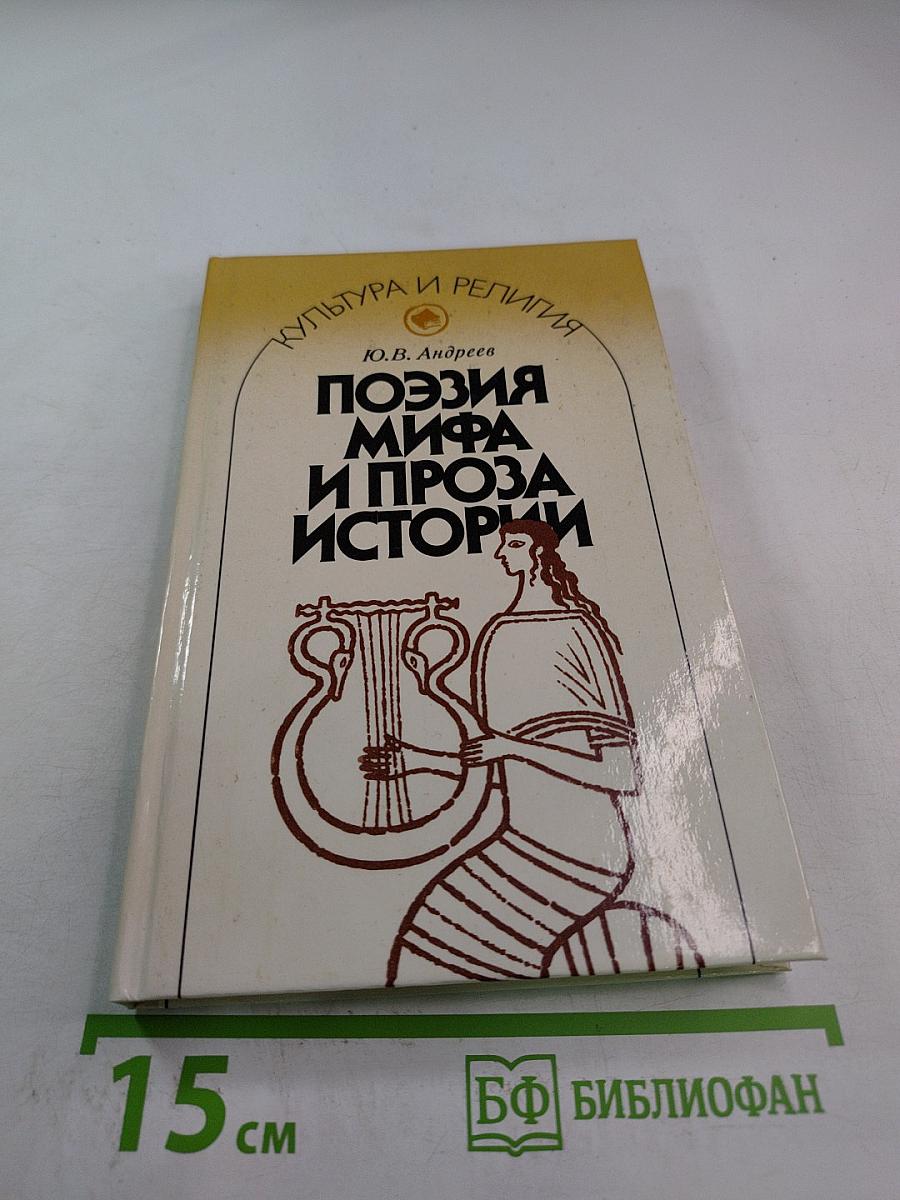 КУЛЬТУРА И РЕЛИГИЯ
Ю.В. Андреев
ПОЭЗИЯ
МИФА
И ПРОЗА
ИСТОРИИ
15 см
БФ БИБЛИОФАН